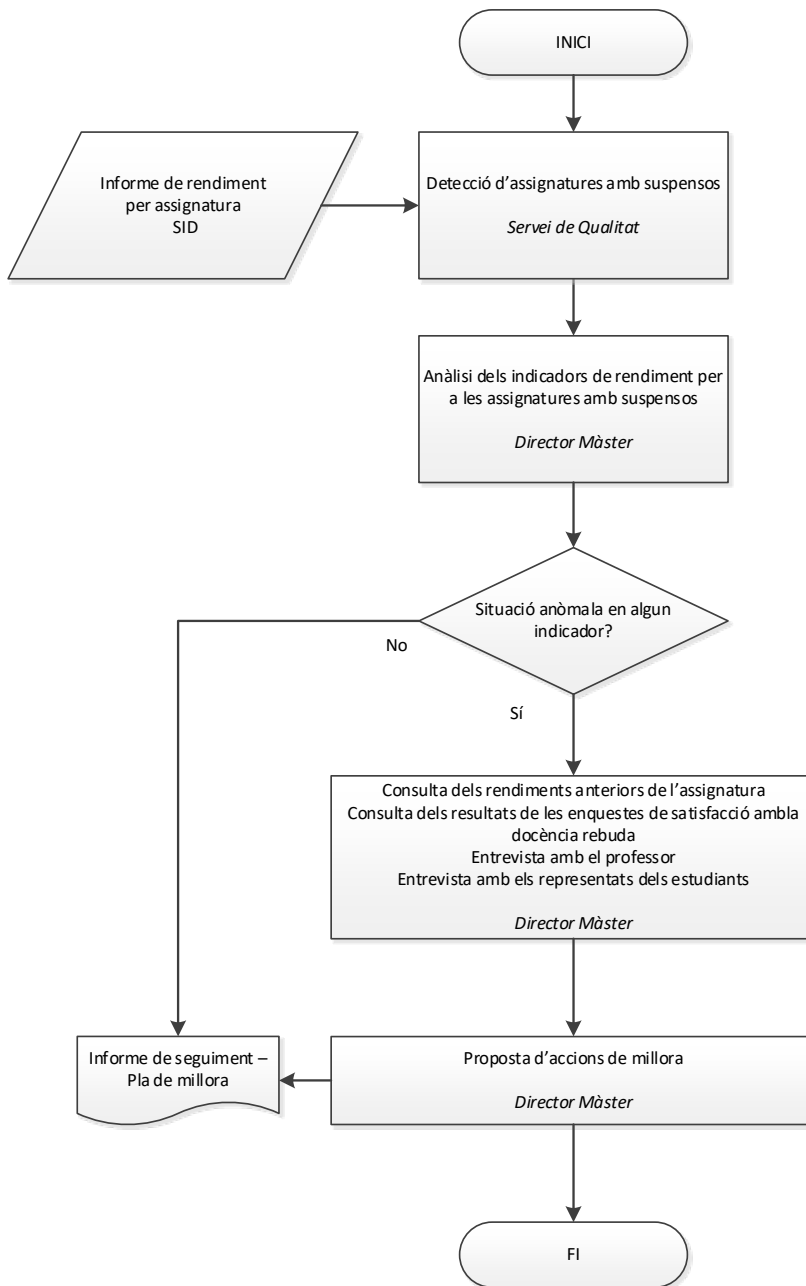 INICI
Informe de rendiment
per assignatura
SID
Detecció d’assignatures amb suspensos
Servei de Qualitat
Anàlisi dels indicadors de rendiment per
a les assignatures amb suspensos
Director Màster
Situació anòmala en algun
indicador?
No
Sí
Consulta dels rendiments anteriors de l’assignatura
Consulta dels resultats de les enquestes de satisfacció ambla
docència rebuda
Entrevista amb el professor
Entrevista amb els representats dels estudiants
Director Màster
Informe de seguiment –
Pla de millora
Proposta d’accions de millora
Director Màster
FI